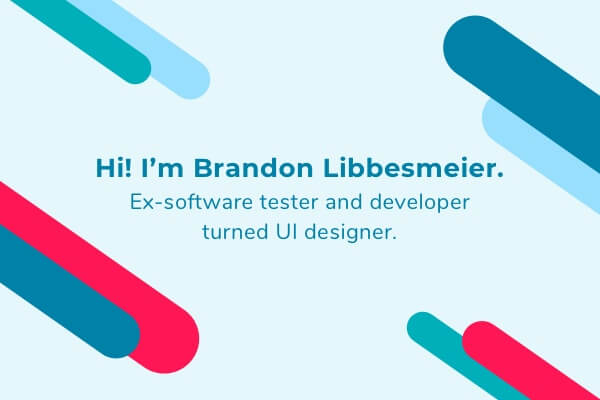 Hi! I’m Brandon Libbesmeier.
Ex-software tester and developer
turned UI designer.